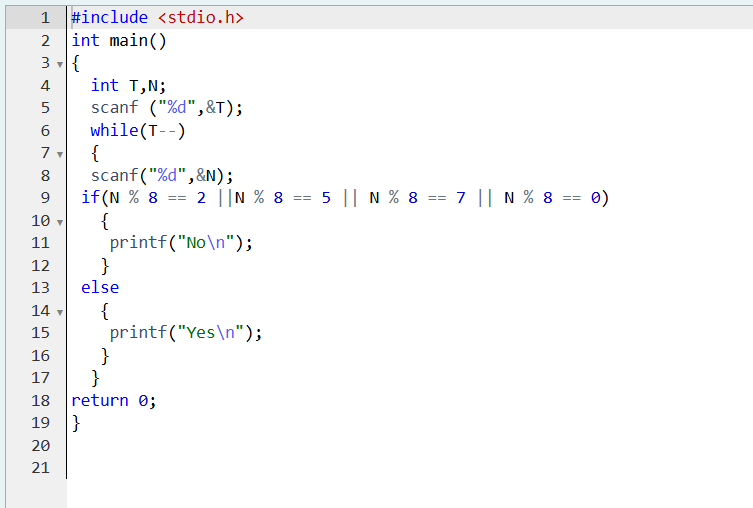 1 #include <stdio.h>
2 int main()
3 {
4   int T,N;
5   scanf ("%d",&T);
6   while(T--)
7   {
8   scanf("%d",&N);
9  if(N % 8 == 2 ||N % 8 == 5 || N % 8 == 7 || N % 8 == 0)
10    {
11     printf("No\n");
12    }
13  else
14    {
15     printf("Yes\n");
16    }
17   }
18 return 0;
19 }
20
21